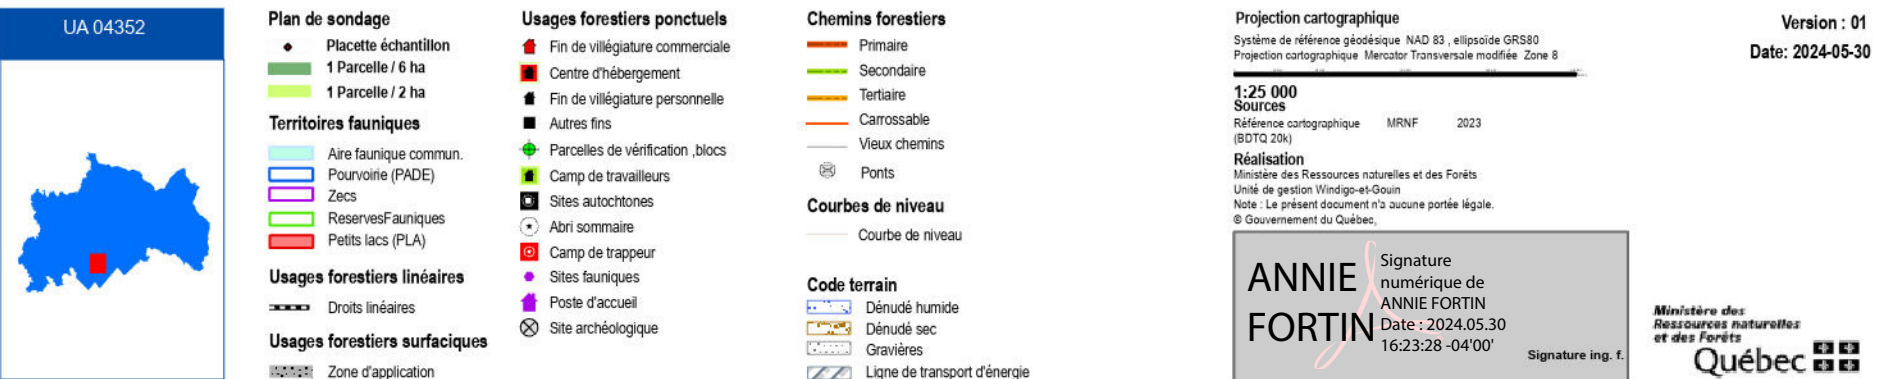 UA 04352
Plan de sondage
Placette échantillon
1 Parcelle / 6 ha
1 Parcelle / 2 ha
Territoires fauniques
Aire faunique commun.
Pourvoirie (PADE)
Zecs
ReservesFauniques
Petits lacs (PLA)
Usages forestiers linéaires
Droits linéaires
Usages forestiers surfaciques
Zone d'application
Usages forestiers ponctuels
Fin de villégiature commerciale
Centre d'hébergement
Fin de villégiature personnelle
Autres fins
Parcelles de vérification ,blocs
Camp de travailleurs
Sites autochtones
Abri sommaire
Camp de trappeur
Sites fauniques
Poste d'accueil
Site archéologique
Chemins forestiers
Primaire
Secondaire
Tertiaire
Carrossable
Vieux chemins
Ponts
Courbes de niveau
Courbe de niveau
Code terrain
Dénudé humide
Dénudé sec
Gravières
Ligne de transport d'énergie
Projection cartographique
Système de référence géodésique NAD 83 , ellipsoïde GRS80
Projection cartographique Mercator Transversale modifiée Zone 8
1:25 000
Sources
Référence cartographique MRNF 2023
(BDTQ 20k)
Réalisation
Ministère des Ressources naturelles et des Forêts
Unité de gestion Windigo-et-Gouin
Note : Le présent document n'a aucune portée légale.
© Gouvernement du Québec,
ANNIE
FORTIN
Signature
numérique de
ANNIE FORTIN
Date : 2024.05.30
16:23:28 -04'00'
Signature ing. f.
Version : 01
Date: 2024-05-30
Ministère des
Ressources naturelles
et des Forêts
Québec